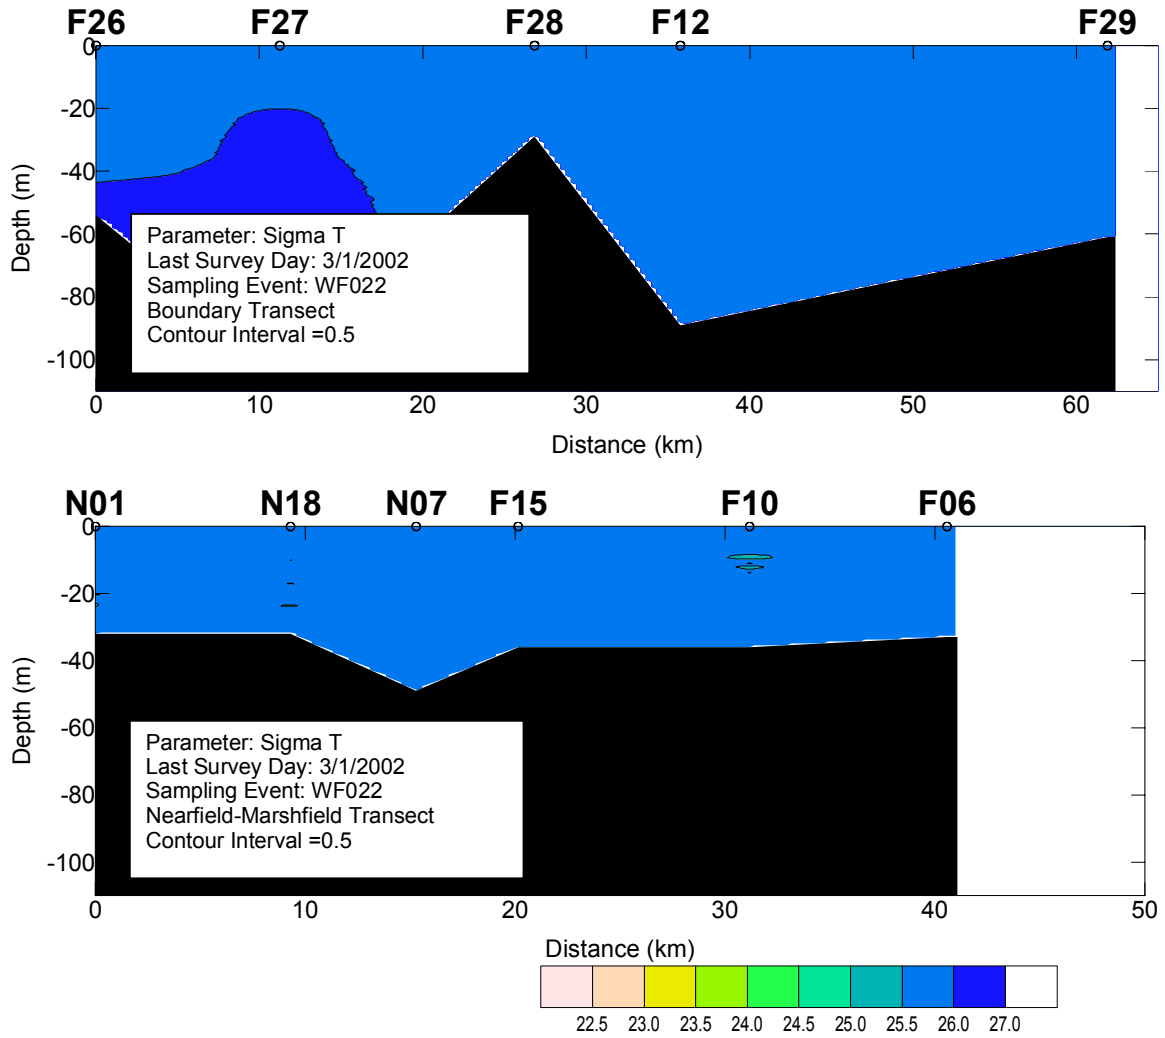 F26 F27 F28 F12 F29
0
-20
-40
-60
-80
-100
Depth (m)
Parameter: Sigma T
Last Survey Day: 3/1/2002
Sampling Event: WF022
Boundary Transect
Contour Interval =0.5
0 10 20 30 40 50 60
Distance (km)
N01 N18 N07 F15 F10 F06
0
-20
-40
-60
-80
-100
Depth (m)
Parameter: Sigma T
Last Survey Day: 3/1/2002
Sampling Event: WF022
Nearfield-Marshfield Transect
Contour Interval =0.5
0 10 20 30 40 50
Distance (km)
22.5 23.0 23.5 24.0 24.5 25.0 25.5 26.0 27.0